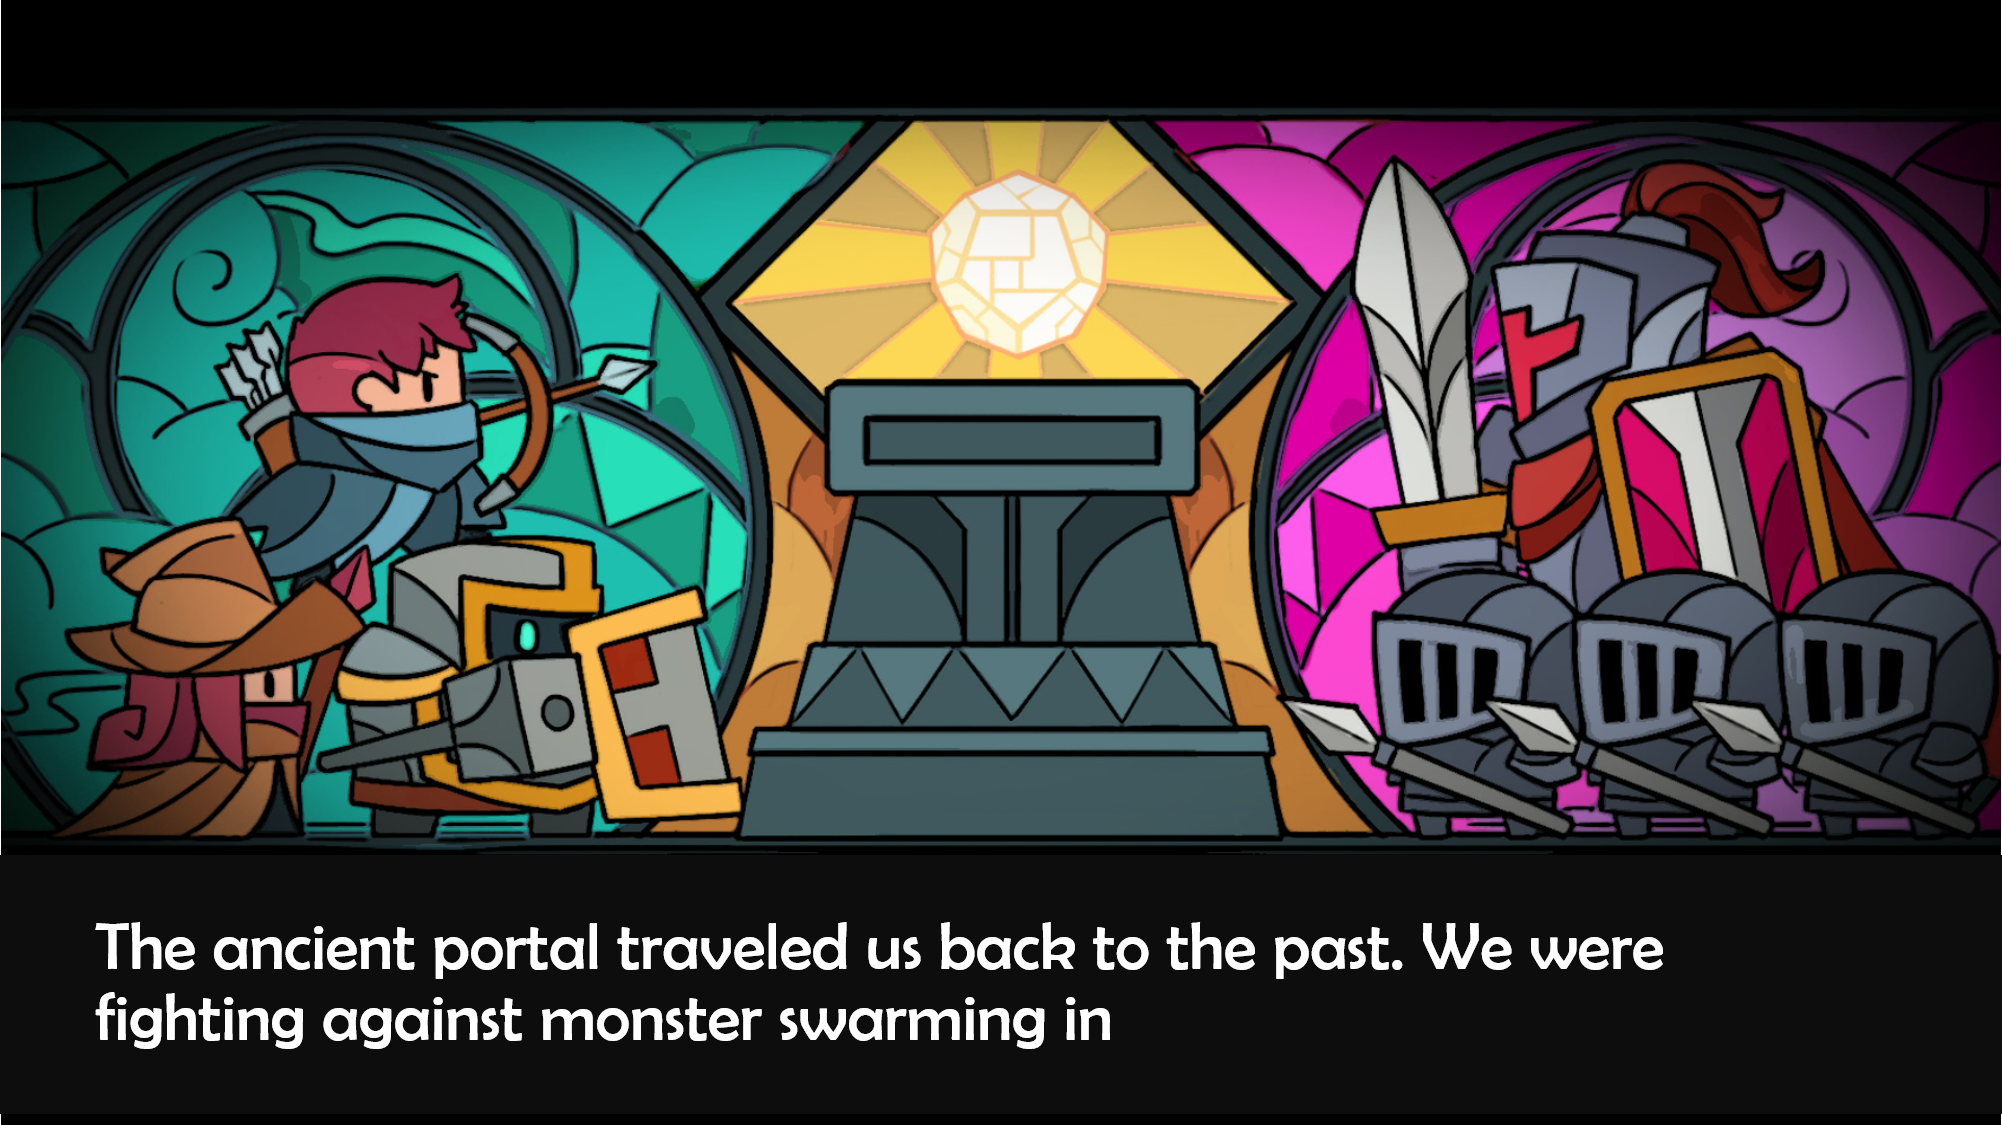 The ancient portal traveled us back to the past. We were
fighting against monster swarming in